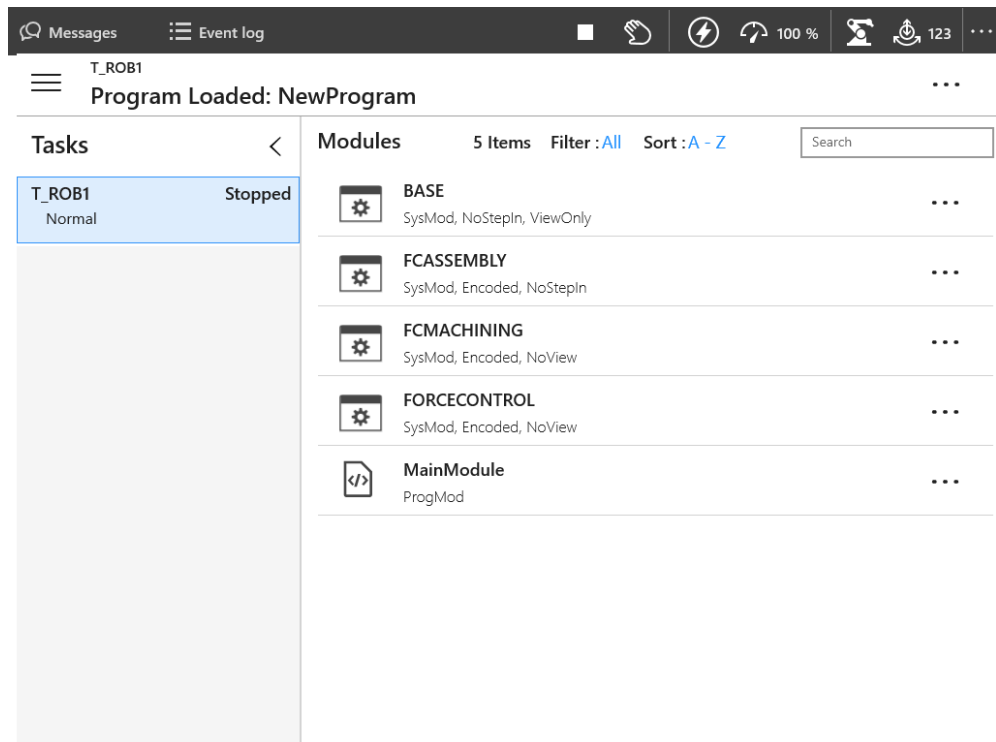 Messages
Event log
100 %
123
T_ROB1
Program Loaded: NewProgram
Tasks
T_ROB1 Stopped
Normal
Modules 5 Items Filter : All Sort : A - Z Search
BASE
SysMod, NoStepIn, ViewOnly
FCASSEMBLY
SysMod, Encoded, NoStepIn
FCMACHINING
SysMod, Encoded, NoView
FORCECONTROL
SysMod, Encoded, NoView
MainModule
ProgMod